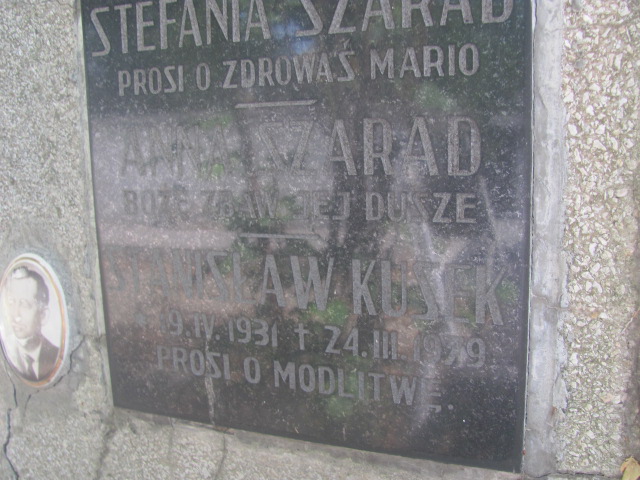 STEFANIA SZARAD
PROSI O ZDROWAŚ MARIO
ANNA SZARAD
BOŻE ZBAW JEJ DUSZE
STANISŁAW KUSEK
* 9.IV.1931 † 24.III.1979
PROSI O MODLITWĘ.